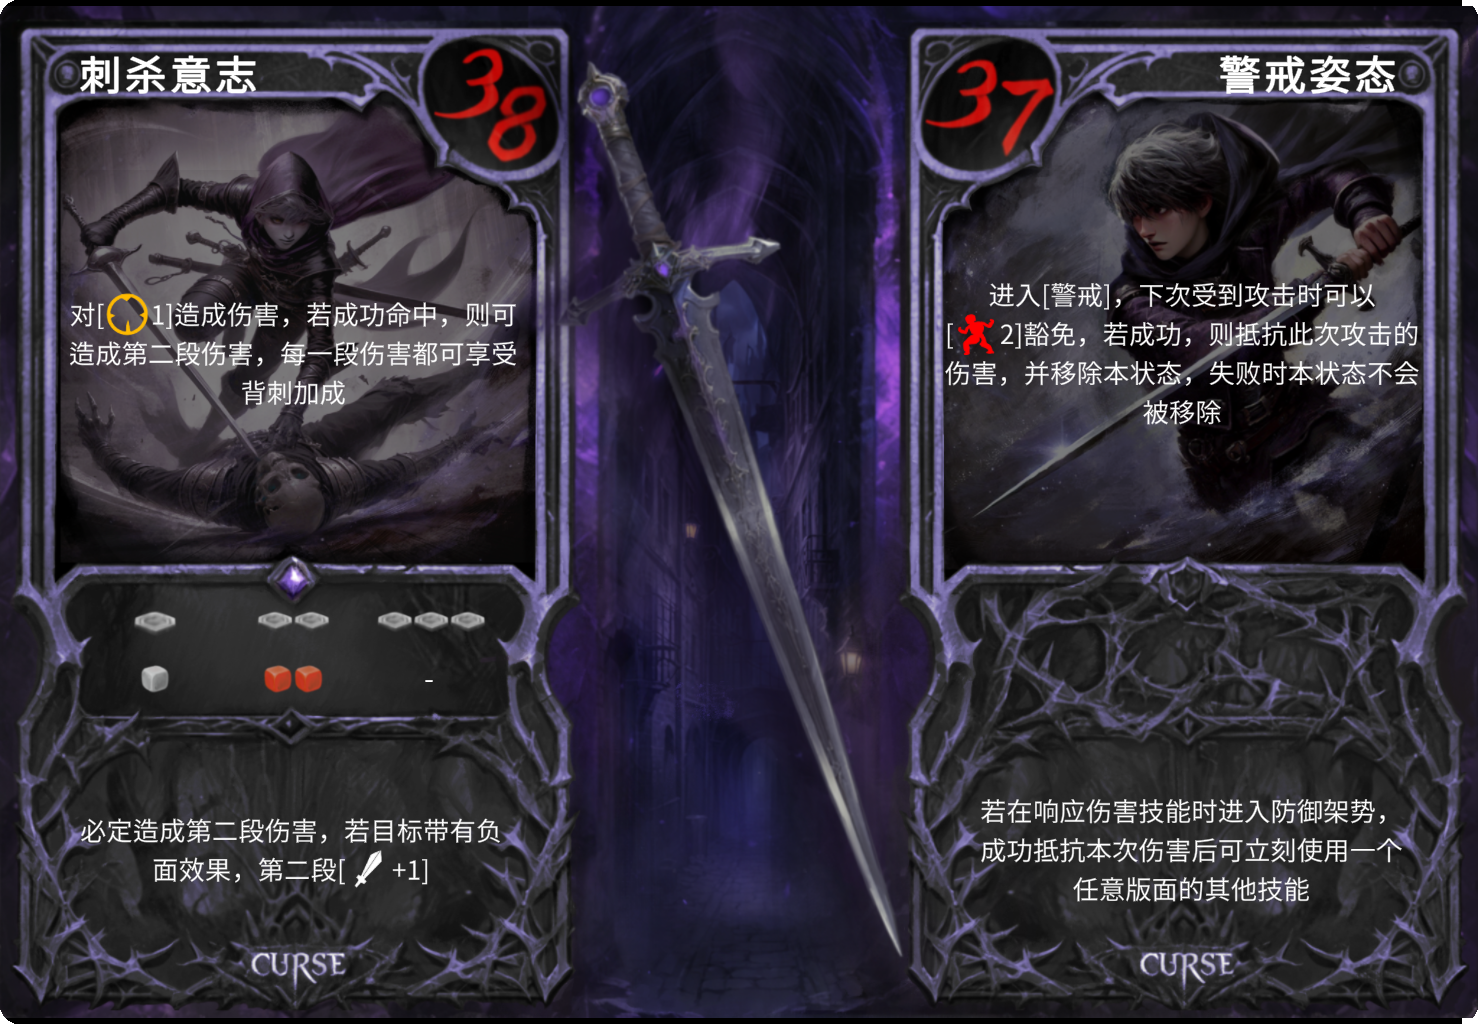 刺杀意志
38
对[1]造成伤害，若成功命中，则可
造成第二段伤害，每一段伤害都可享受
背刺加成
-
必定造成第二段伤害，若目标带有负
面效果，第二段[ +1]
CURSE
37
警戒姿态
进入[警戒]，下次受到攻击时可以
[ 2]豁免，若成功，则抵抗此次攻击的
伤害，并移除本状态，失败时本状态不会
被移除
若在响应伤害技能时进入防御架势，
成功抵抗本次伤害后可立刻使用一个
任意版面的其他技能
CURSE